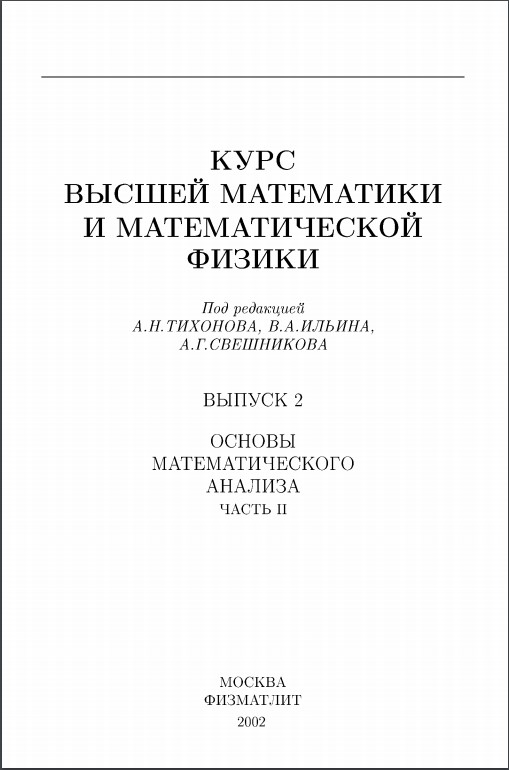 КУРС
ВЫСШЕЙ МАТЕМАТИКИ
И МАТЕМАТИЧЕСКОЙ
ФИЗИКИ
Под редакцией
А.Н.ТИХОНОВА, В.А.ИЛЬИНА,
А.Г.СВЕШНИКОВА
ВЫПУСК 2
ОСНОВЫ
МАТЕМАТИЧЕСКОГО
АНАЛИЗА
ЧАСТЬ II
МОСКВА
ФИЗМАТЛИТ
2002